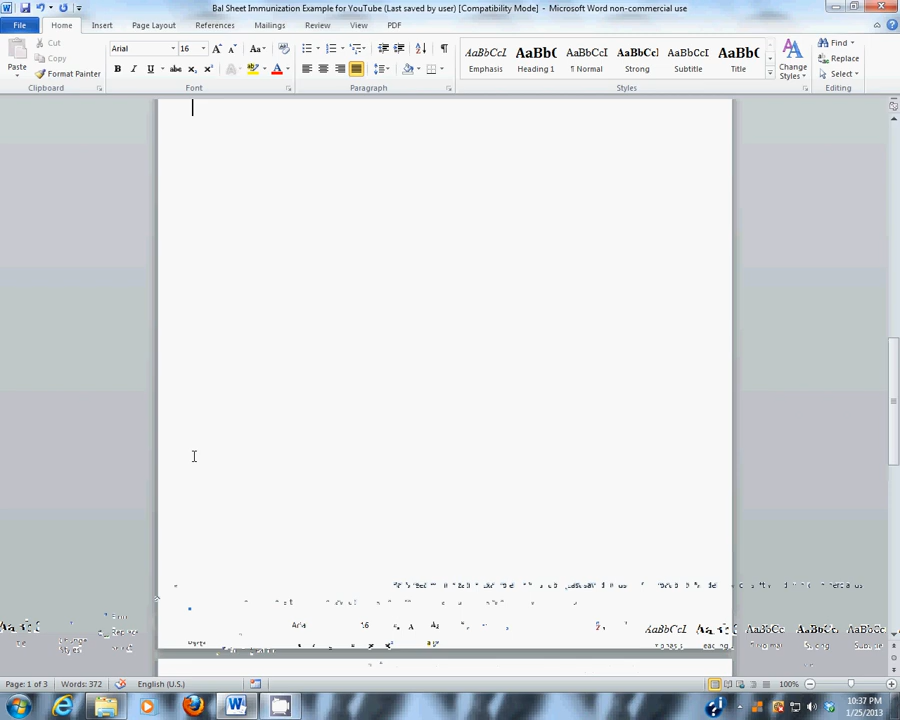 Bal Sheet Immunization Example for YouTube (Last saved by user) [Compatibility Mode] - Microsoft Word non-commercial use
File Home Insert Page Layout References Mailings Review View PDF
Cut
Copy
Format Painter
Paste
Clipboard
Arial 16
Font
Paragraph
AaBbCcI AaBb( AaBbCcI AaBbCcl AaBbCcI AaBb(
Emphasis Heading 1 ¶ Normal Strong Subtitle Title
Change Styles
Styles
Find
Replace
Select
Editing
Page: 1 of 3 Words: 372 English (U.S.) 100%
10:37 PM
1/25/2013